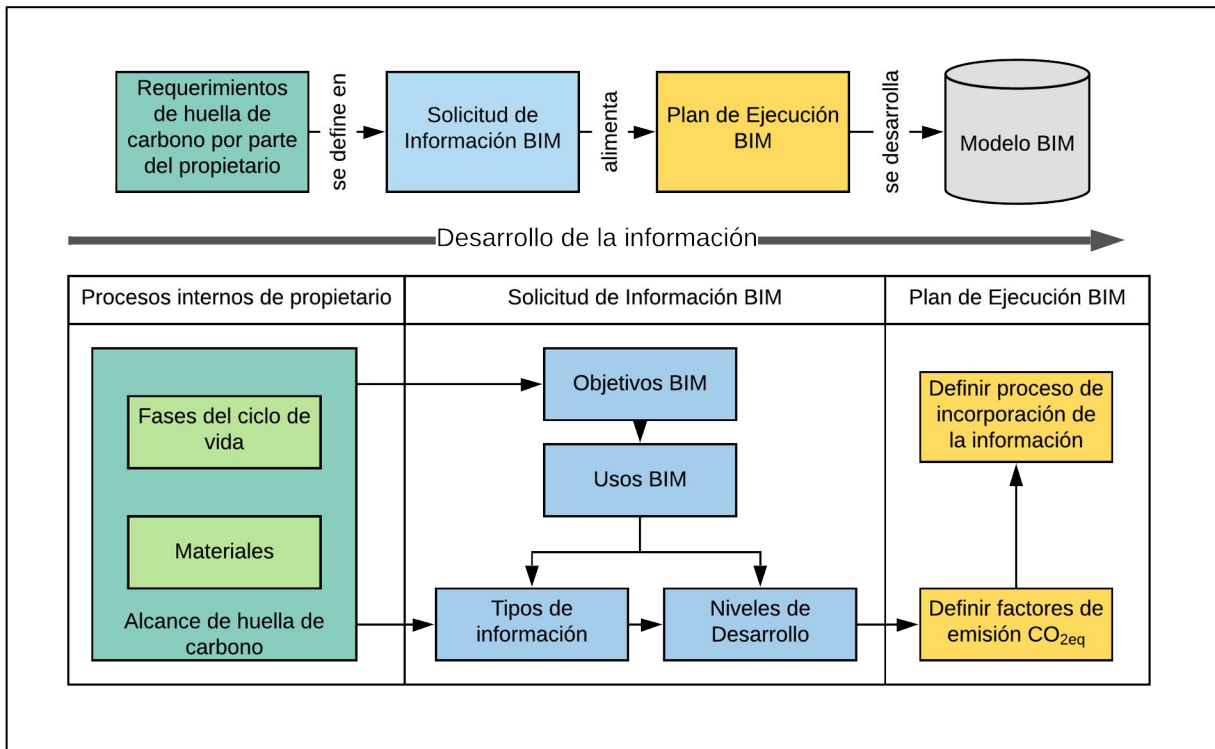 Requerimientos
de huella de
carbono por parte
del propietario
se define en
Solicitud de
Información BIM
alimenta
Plan de Ejecución
BIM
se desarrolla
Modelo BIM
Desarrollo de la información
Procesos internos de propietario
Solicitud de Información BIM
Plan de Ejecución BIM
Fases del ciclo de
vida
Materiales
Alcance de huella de
carbono
Objetivos BIM
Usos BIM
Tipos de
información
Niveles de
Desarrollo
Definir proceso de
incorporación de
la información
Definir factores de
emisión CO2eq